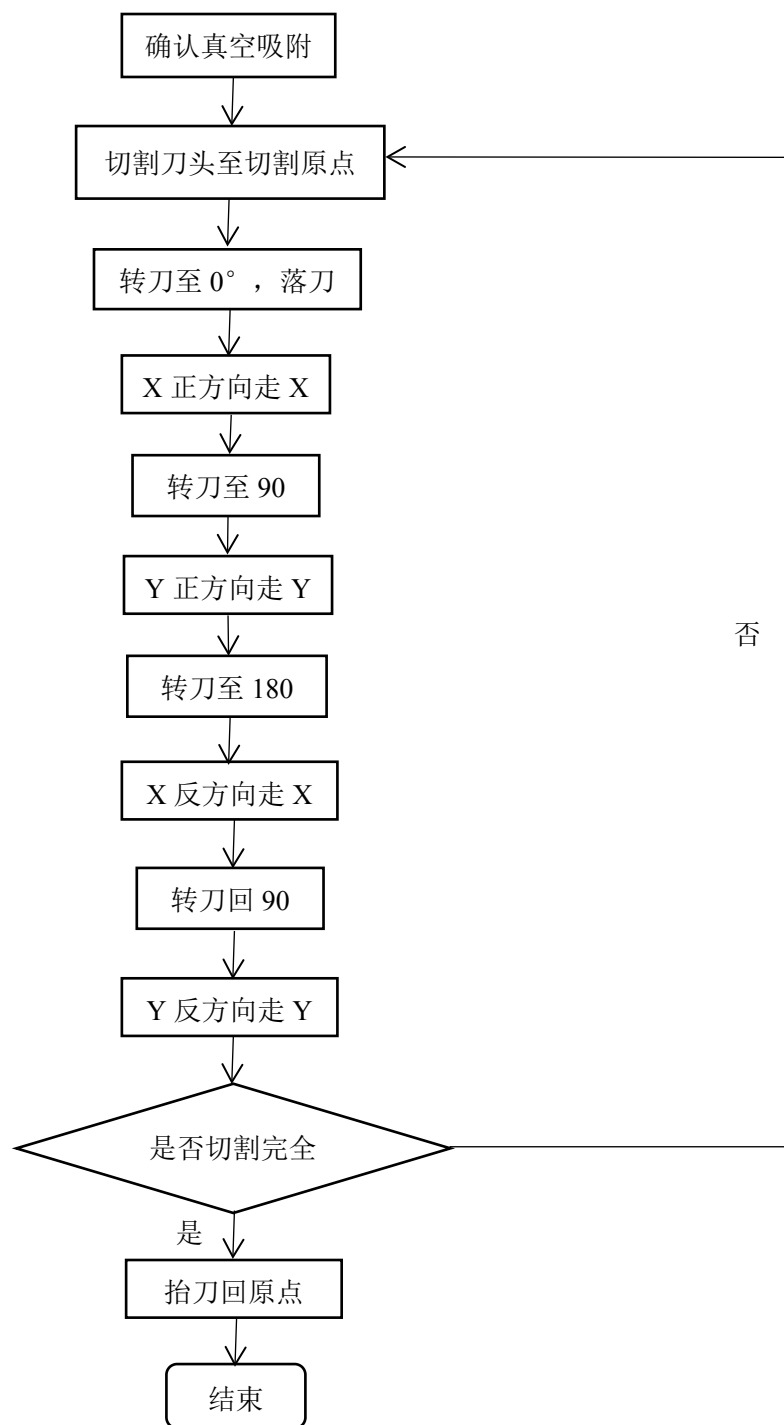 确认真空吸附
切割刀头至切割原点
转刀至 0°，落刀
X 正方向走 X
转刀至 90
Y 正方向走 Y
否
转刀至 180
X 反方向走 X
转刀回 90
Y 反方向走 Y
是否切割完全
是
抬刀回原点
结束